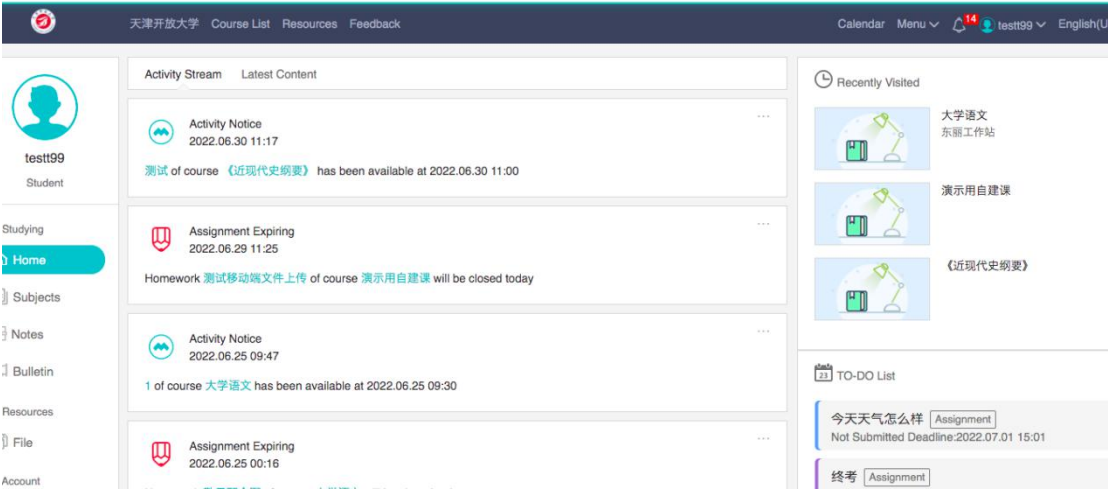 天津开放大学 Course List Resources Feedback
Calendar Menu 14 testt99 English(U
testt99
Student
Studying
Home
Subjects
Notes
Bulletin
Resources
File
Account
Activity Stream Latest Content
Activity Notice
2022.06.30 11:17
测试 of course 《近现代史纲要》 has been available at 2022.06.30 11:00
Assignment Expiring
2022.06.29 11:25
Homework 测试移动端文件上传 of course 演示用自建课 will be closed today
Activity Notice
2022.06.25 09:47
1 of course 大学语文 has been available at 2022.06.25 09:30
Assignment Expiring
2022.06.25 00:16
Recently Visited
大学语文
东丽工作站
演示用自建课
《近现代史纲要》
23 TO-DO List
今天天气怎么样 Assignment
Not Submitted Deadline:2022.07.01 15:01
终考 Assignment